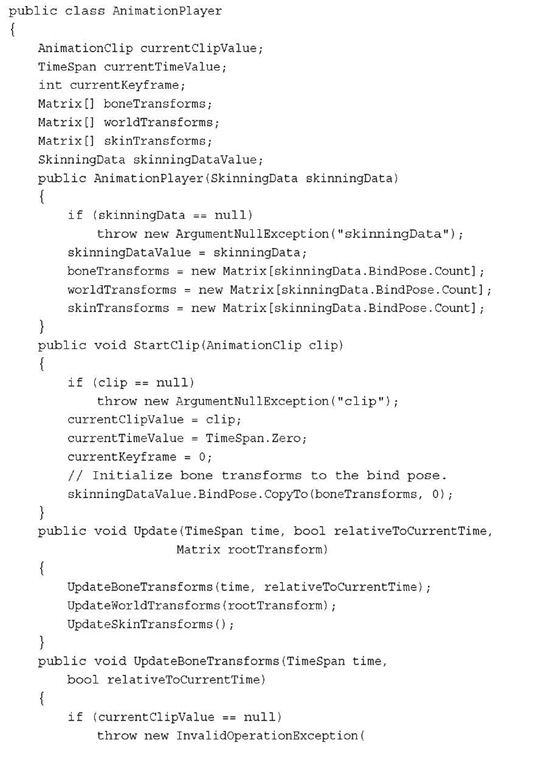 public class AnimationPlayer
{
    AnimationClip currentClipValue;
    TimeSpan currentTimeValue;
    int currentKeyframe;
    Matrix[] boneTransforms;
    Matrix[] worldTransforms;
    Matrix[] skinTransforms;
    SkinningData skinningDataValue;
    public AnimationPlayer(SkinningData skinningData)
    {
        if (skinningData == null)
            throw new ArgumentNullException("skinningData");
        skinningDataValue = skinningData;
        boneTransforms = new Matrix[skinningData.BindPose.Count];
        worldTransforms = new Matrix[skinningData.BindPose.Count];
        skinTransforms = new Matrix[skinningData.BindPose.Count];
    }
    public void StartClip(AnimationClip clip)
    {
        if (clip == null)
            throw new ArgumentNullException("clip");
        currentClipValue = clip;
        currentTimeValue = TimeSpan.Zero;
        currentKeyframe = 0;
        // Initialize bone transforms to the bind pose.
        skinningDataValue.BindPose.CopyTo(boneTransforms, 0);
    }
    public void Update(TimeSpan time, bool relativeToCurrentTime,
                       Matrix rootTransform)
    {
        UpdateBoneTransforms(time, relativeToCurrentTime);
        UpdateWorldTransforms(rootTransform);
        UpdateSkinTransforms();
    }
    public void UpdateBoneTransforms(TimeSpan time,
        bool relativeToCurrentTime)
    {
        if (currentClipValue == null)
            throw new InvalidOperationException(